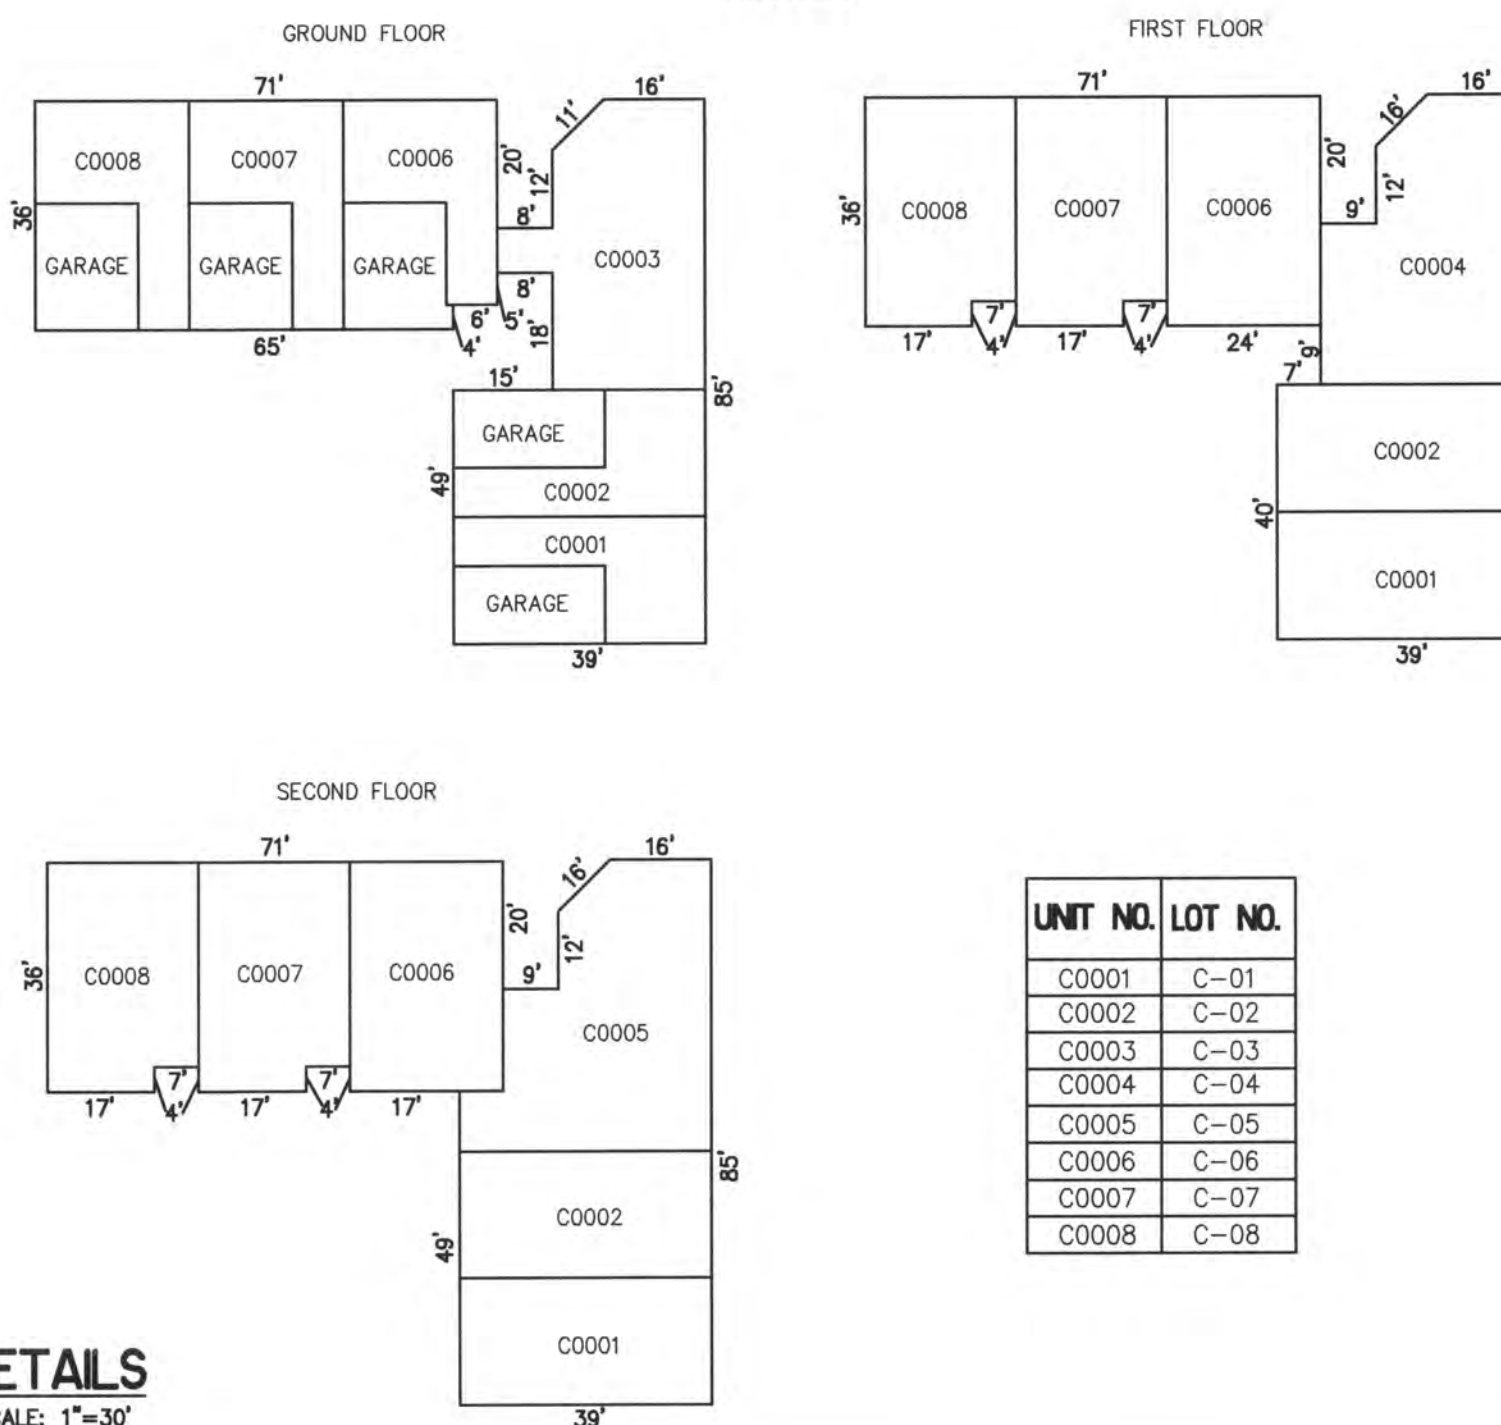 GROUND FLOOR
71'
16'
11'
C0008
C0007
C0006
20'
12'
36'
8'
C0003
GARAGE
GARAGE
GARAGE
8'
6'
5'
18'
4'
65'
15'
85'
GARAGE
49'
C0002
C0001
GARAGE
39'
FIRST FLOOR
71'
16'
16'
20'
12'
36'
C0008
C0007
C0006
9'
C0004
7'
7'
17'
4'
17'
4'
24'
9'
7'
C0002
40'
C0001
39'
SECOND FLOOR
71'
16'
16'
20'
12'
36'
C0008
C0007
C0006
9'
C0005
7'
7'
17'
4'
17'
4'
17'
85'
C0002
49'
C0001
39'
UNIT NO. LOT NO.
C0001 C-01
C0002 C-02
C0003 C-03
C0004 C-04
C0005 C-05
C0006 C-06
C0007 C-07
C0008 C-08
ETAILS
CALE: 1"=30'